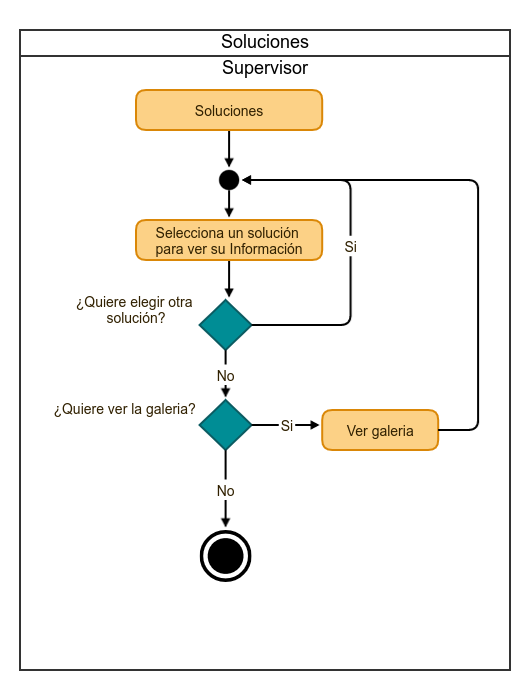 Soluciones
Supervisor
Soluciones
Selecciona un solución
para ver su Información
Si
¿Quiere elegir otra
solución?
No
¿Quiere ver la galeria?
Si
Ver galeria
No